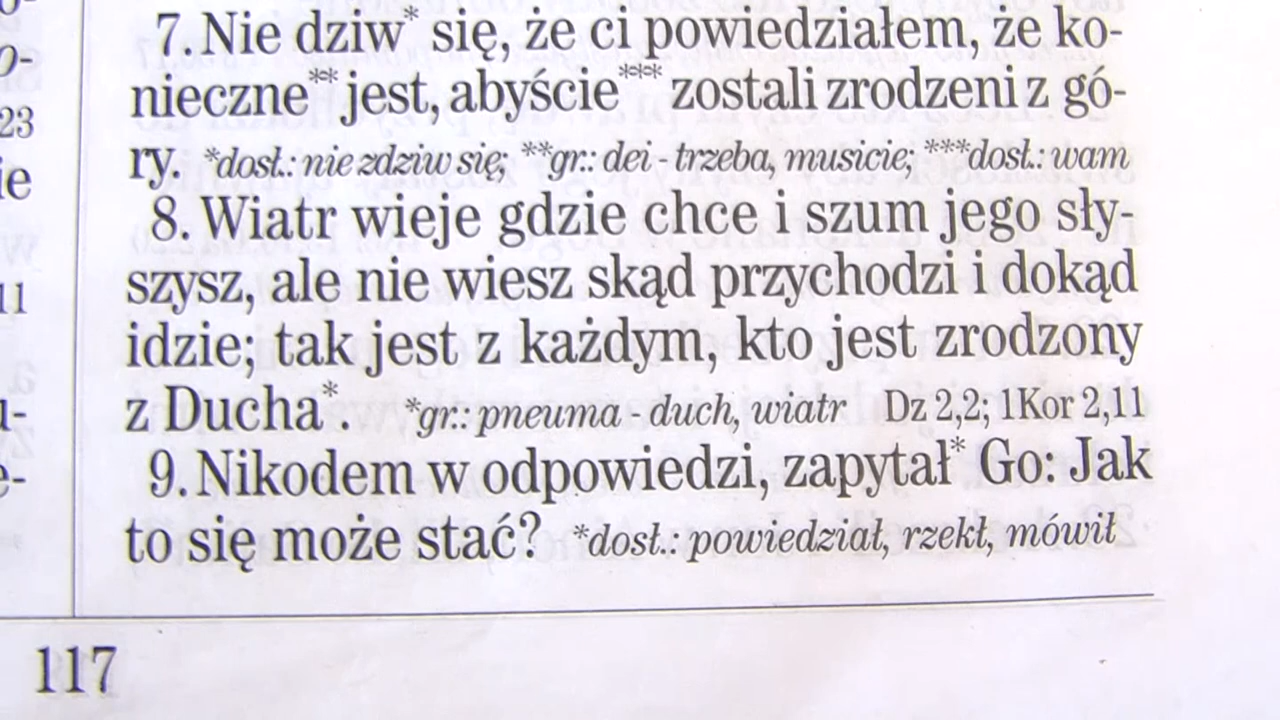 7. Nie dziw* się, że ci powiedziałem, że ko-
nieczne** jest, abyście*** zostali zrodzeni z gó-
ry. *dosł.: nie zdziw się; **gr.: dei - trzeba, musicie; ***dosł.: wam
8. Wiatr wieje gdzie chce i szum jego sły-
szysz, ale nie wiesz skąd przychodzi i dokąd
idzie; tak jest z każdym, kto jest zrodzony
z Ducha*. *gr.: pneuma - duch, wiatr Dz 2,2; 1Kor 2,11
9. Nikodem w odpowiedzi, zapytał* Go: Jak
to się może stać? *dosł.: powiedział, rzekł, mówił
23
ie
11
117